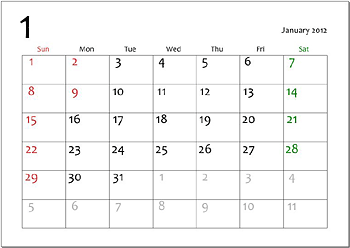 1
January 2012
Sun Mon Tue Wed Thu Fri Sat
1 2 3 4 5 6 7
8 9 10 11 12 13 14
15 16 17 18 19 20 21
22 23 24 25 26 27 28
29 30 31 1 2 3 4
5 6 7 8 9 10 11